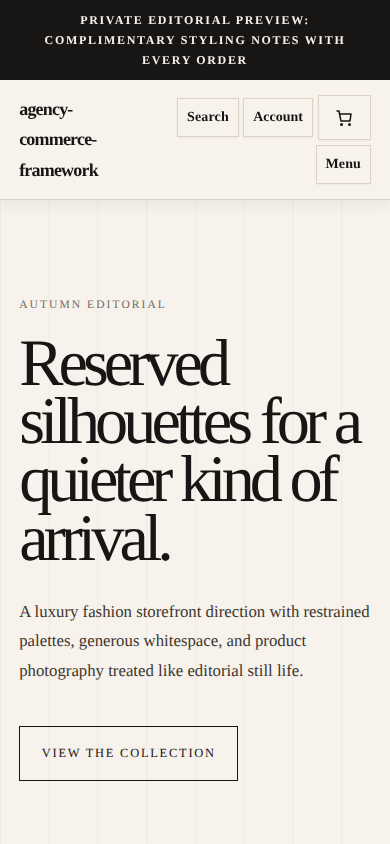 PRIVATE EDITORIAL PREVIEW:
COMPLIMENTARY STYLING NOTES WITH
EVERY ORDER
agency-
commerce-
framework
Search
Account
Menu
AUTUMN EDITORIAL
Reserved
silhouettes for a
quieter kind of
arrival.
A luxury fashion storefront direction with restrained
palettes, generous whitespace, and product
photography treated like editorial still life.
VIEW THE COLLECTION